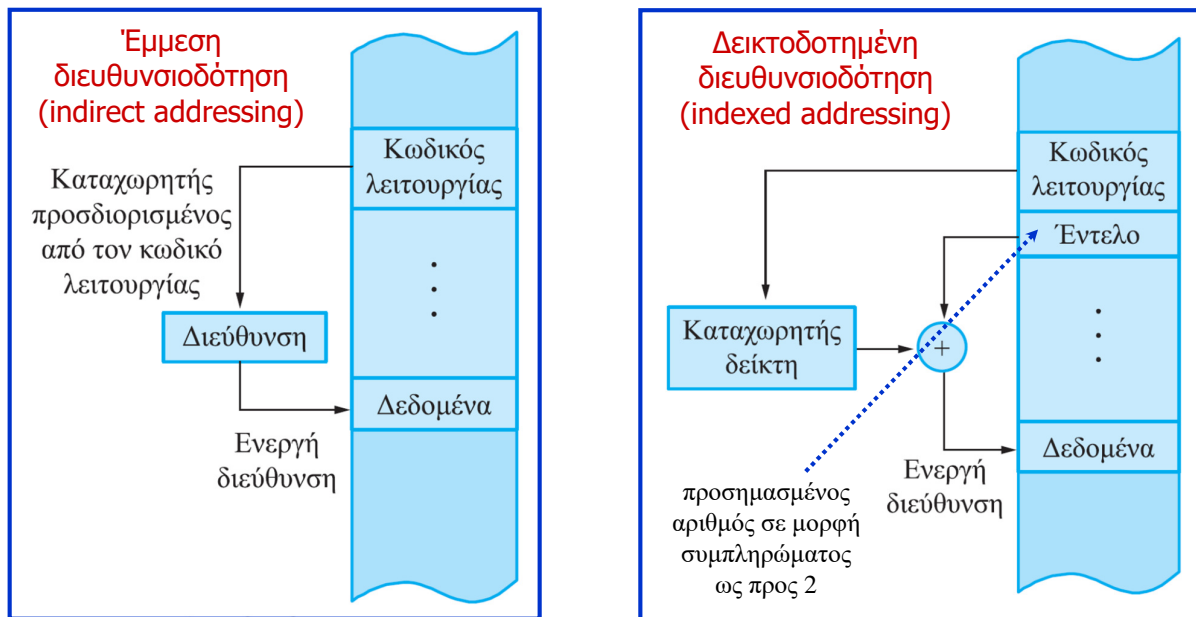 Έμμεση
διευθυνσιοδότηση
(indirect addressing)
Κωδικός
λειτουργίας
Καταχωρητής
προσδιορισμένος
από τον κωδικό
λειτουργίας
Διεύθυνση
Δεδομένα
Ενεργή
διεύθυνση
Δεικτοδοτημένη
διευθυνσιοδότηση
(indexed addressing)
Κωδικός
λειτουργίας
Έντελο
Καταχωρητής
δείκτη
+
Δεδομένα
Ενεργή
διεύθυνση
προσημασμένος
αριθμός σε μορφή
συμπληρώματος
ως προς 2